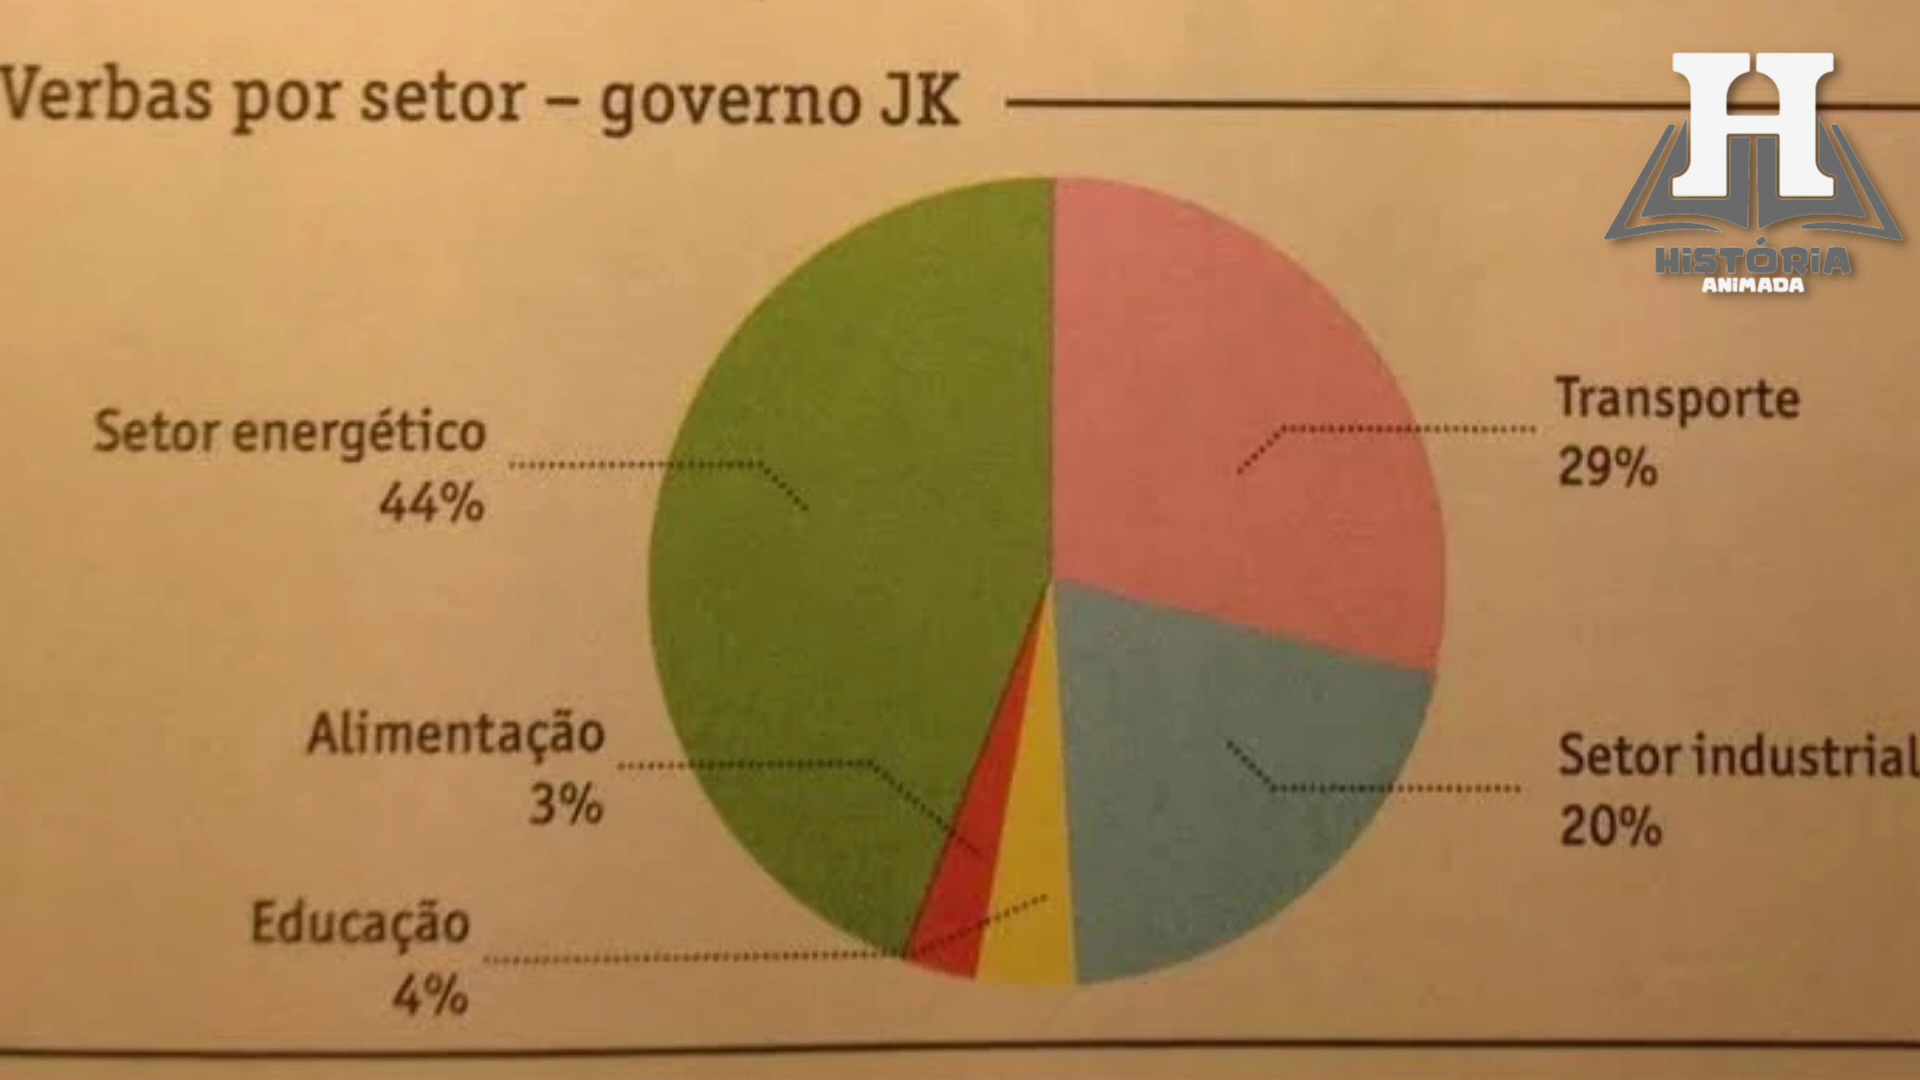 Verbas por setor – governo JK
HiSTÓRiA
ANiMADA
Transporte
29%
Setor energético
44%
Setor industrial
20%
Alimentação
3%
Educação
4%